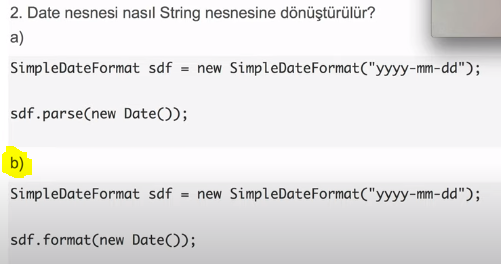 2. Date nesnesi nasıl String nesnesine dönüştürülür?
a)
SimpleDateFormat sdf = new SimpleDateFormat("yyyy-mm-dd");
sdf.parse(new Date());
b)
SimpleDateFormat sdf = new SimpleDateFormat("yyyy-mm-dd");
sdf.format(new Date());